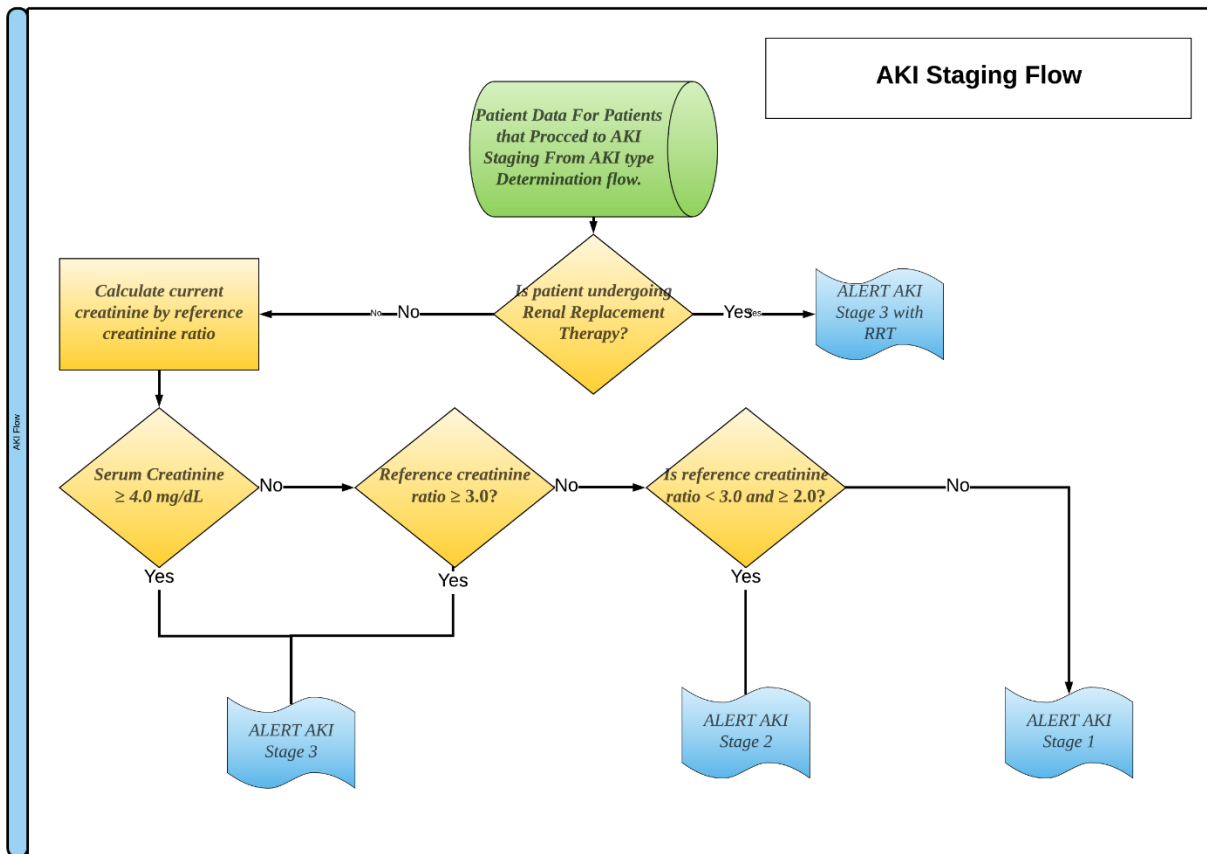 AKI Staging Flow
Patient Data For Patients
that Procced to AKI
Staging From AKI type
Determination flow.
Is patient undergoing
Renal Replacement
Therapy?
Yes
Yes
ALERT AKI
Stage 3 with
RRT
No
No
Calculate current
creatinine by reference
creatinine ratio
AKI Flow
Serum Creatinine
≥ 4.0 mg/dL
No
Reference creatinine
ratio ≥ 3.0?
No
Is reference creatinine
ratio < 3.0 and ≥ 2.0?
No
Yes
Yes
Yes
ALERT AKI
Stage 3
ALERT AKI
Stage 2
ALERT AKI
Stage 1